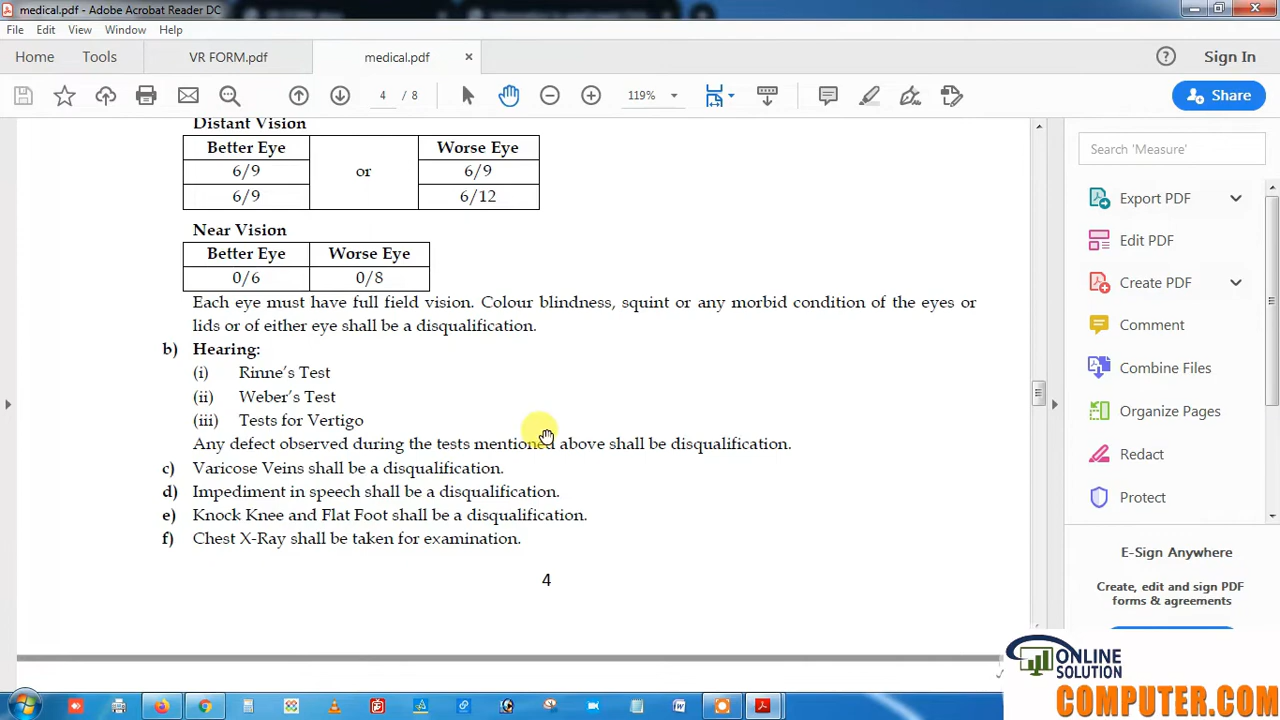 medical.pdf - Adobe Acrobat Reader DC
File Edit View Window Help
Home Tools VR FORM.pdf medical.pdf × ? Sign In
4 / 8 119% Share
Distant Vision
Better Eye Worse Eye
6/9 or 6/9
6/9 6/12
Near Vision
Better Eye Worse Eye
0/6 0/8
Each eye must have full field vision. Colour blindness, squint or any morbid condition of the eyes or
lids or of either eye shall be a disqualification.
b) Hearing:
(i) Rinne's Test
(ii) Weber's Test
(iii) Tests for Vertigo
Any defect observed during the tests mentioned above shall be disqualification.
c) Varicose Veins shall be a disqualification.
d) Impediment in speech shall be a disqualification.
e) Knock Knee and Flat Foot shall be a disqualification.
f) Chest X-Ray shall be taken for examination.
4
Search 'Measure'
Export PDF
Edit PDF
Create PDF
Comment
Combine Files
Organize Pages
Redact
Protect
E-Sign Anywhere
Create, edit and sign PDF
forms & agreements
ONLINE
SOLUTION
COMPUTER.COM